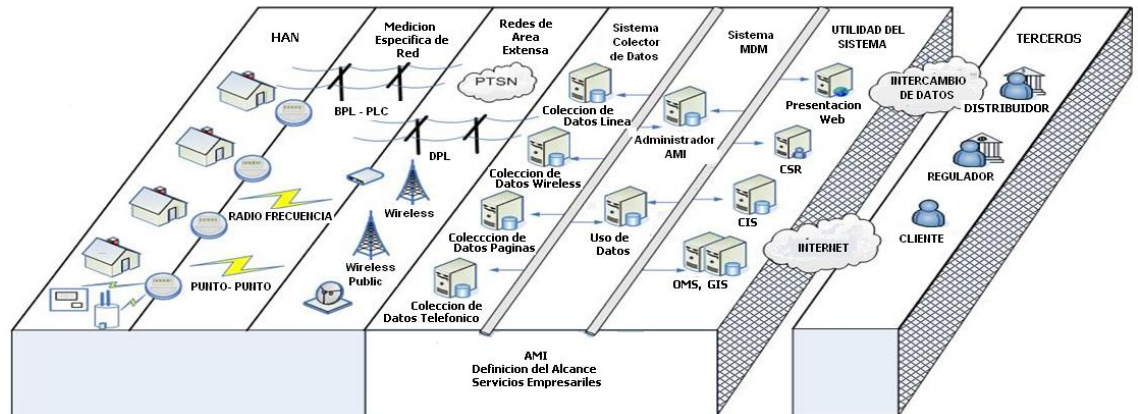 HAN
Medicion
Especifica de
Red
Redes de
Area
Extensa
Sistema
Colector
de Datos
Sistema
MDM
UTILIDAD DEL
SISTEMA
TERCEROS
BPL - PLC
PTSN
Coleccion de
Datos Linea
Administrador
AMI
Presentacion
Web
INTERCAMBIO
DE DATOS
DISTRIBUIDOR
DPL
Coleccion de
Datos Wireless
CSR
REGULADOR
RADIO FRECUENCIA
Wireless
Colecccion de
Datos Paginas
Uso de
Datos
CIS
INTERNET
CLIENTE
PUNTO- PUNTO
Wireless
Public
Coleccion de
Datos Telefonico
OMS, GIS
AMI
Definicion del Alcance
Servicios Empresariles